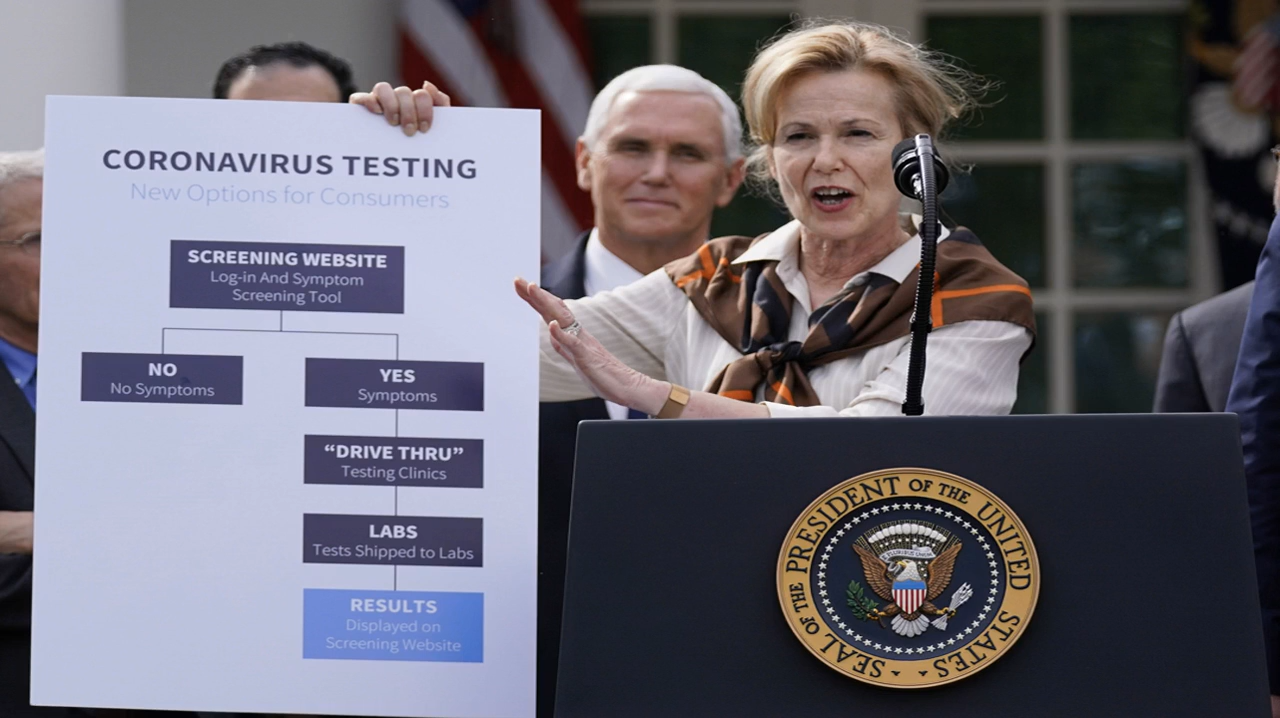 CORONAVIRUS TESTING
New Options for Consumers
SCREENING WEBSITE
Log-in And Symptom
Screening Tool
NO
No Symptoms
YES
Symptoms
“DRIVE THRU”
Testing Clinics
LABS
Tests Shipped to Labs
RESULTS
Displayed on
Screening Website
SEAL OF THE PRESIDENT OF THE UNITED STATES
E PLURIBUS UNUM